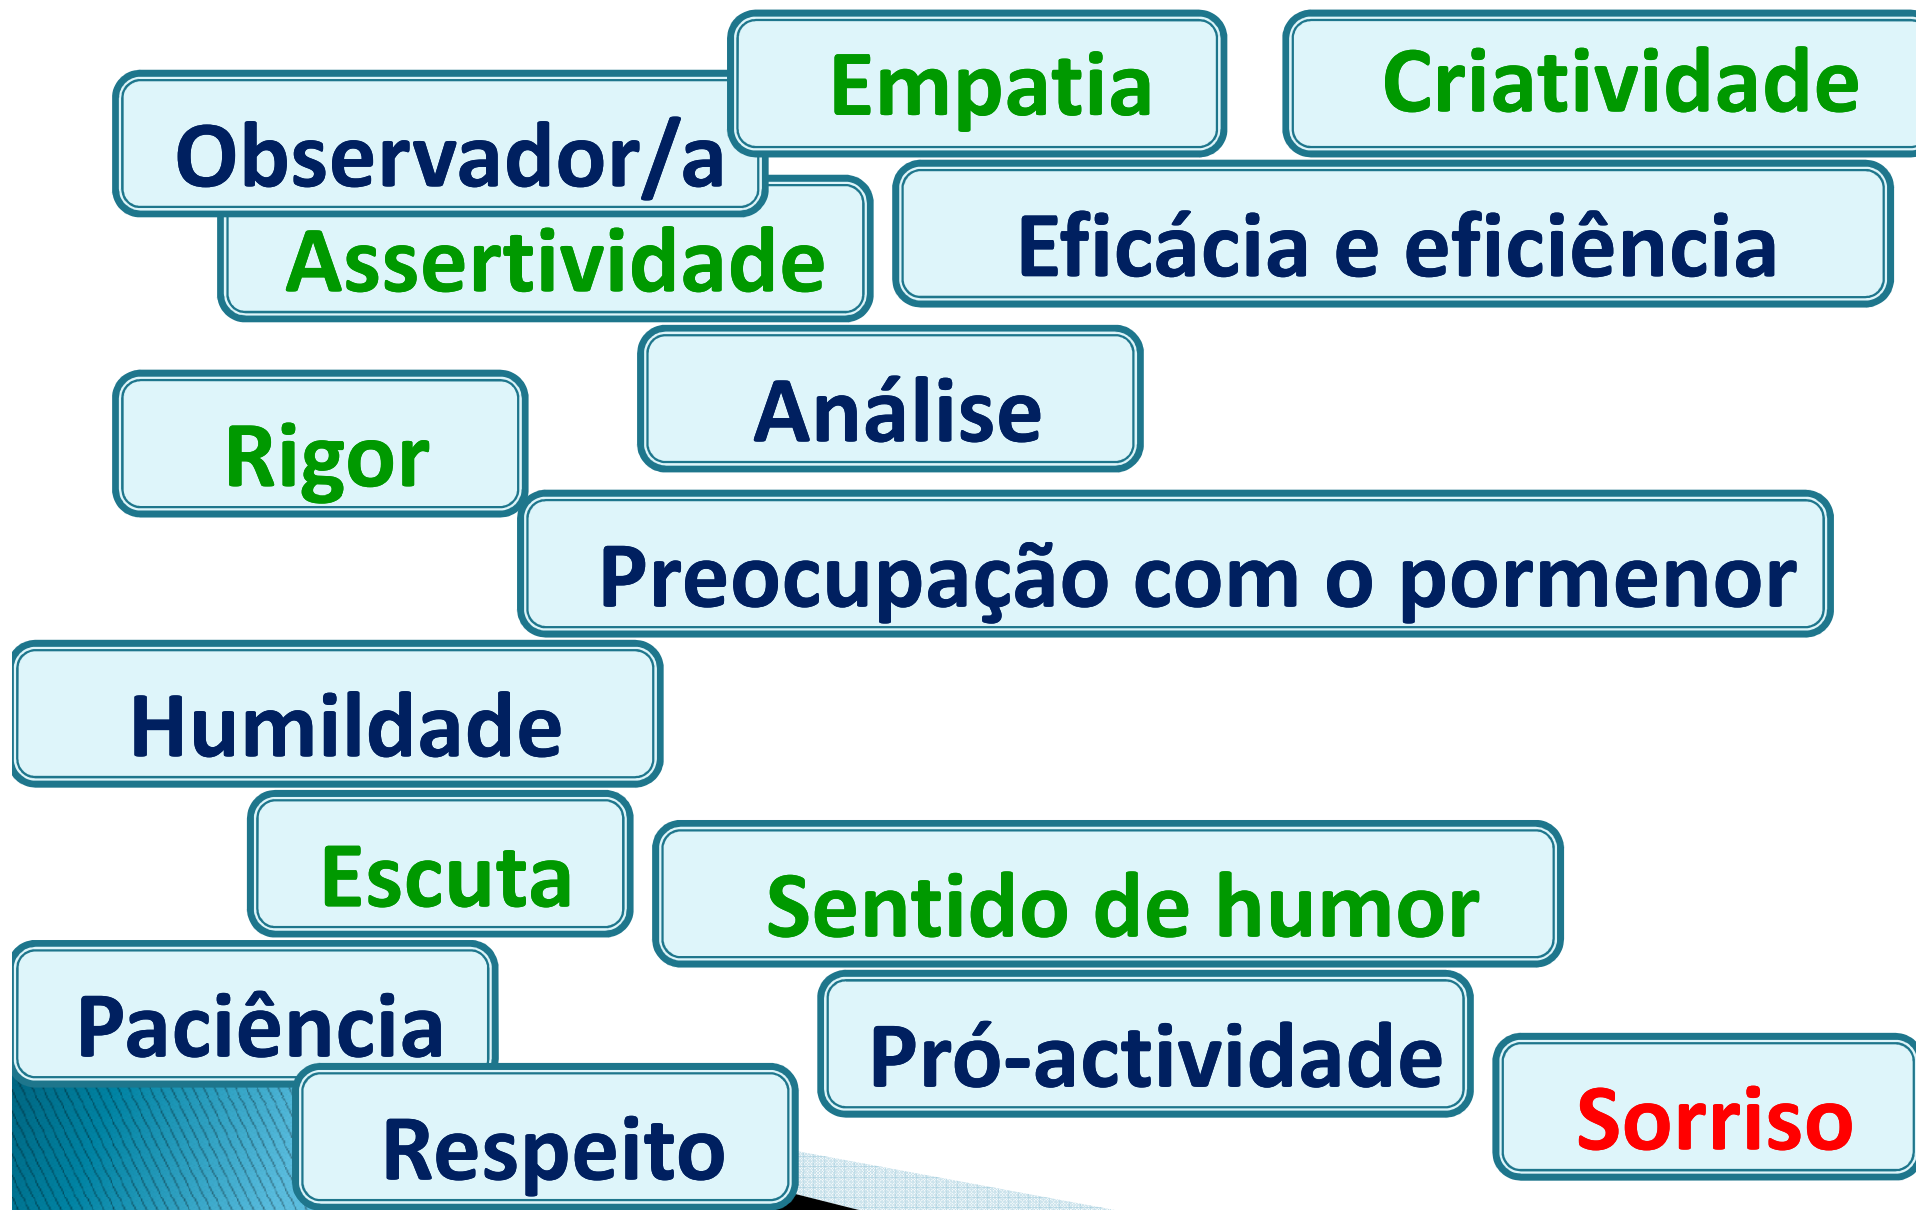 Empatia
Criatividade
Observador/a
Assertividade
Eficácia e eficiência
Análise
Rigor
Preocupação com o pormenor
Humildade
Escuta
Sentido de humor
Paciência
Pró-actividade
Sorriso
Respeito